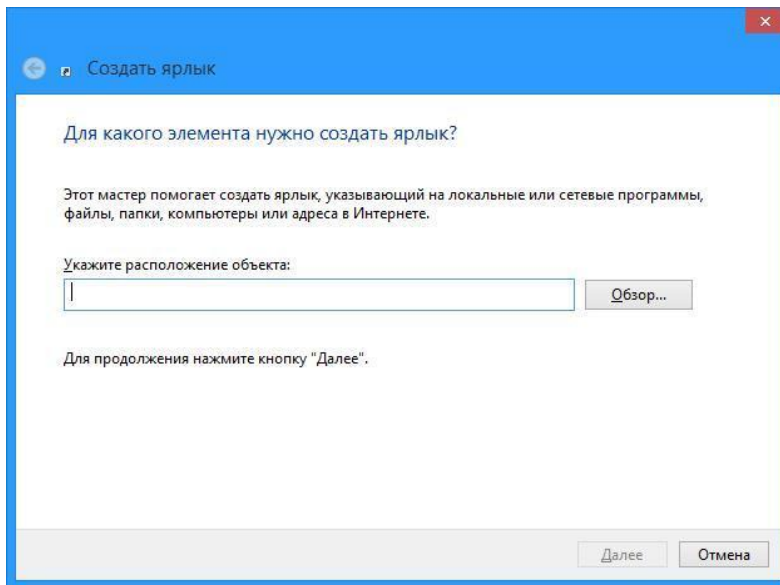 Создать ярлык
Для какого элемента нужно создать ярлык?
Этот мастер помогает создать ярлык, указывающий на локальные или сетевые программы,
файлы, папки, компьютеры или адреса в Интернете.
Укажите расположение объекта:
Обзор...
Для продолжения нажмите кнопку "Далее".
Далее
Отмена